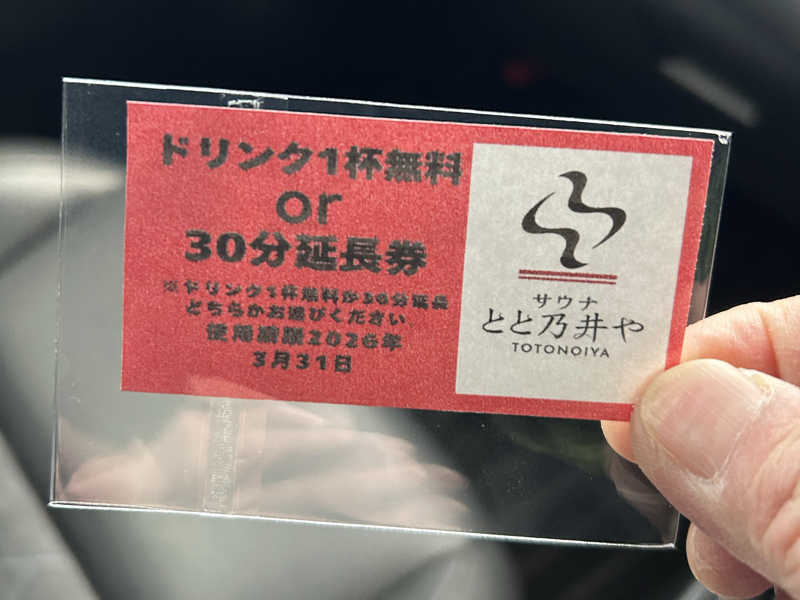 ドリンク1杯無料
or
30分延長券
※ドリンク1杯無料か30分延長
どちらかお選びください
使用期限2026年
3月31日
サウナ
とと乃井や
TOTONOIYA